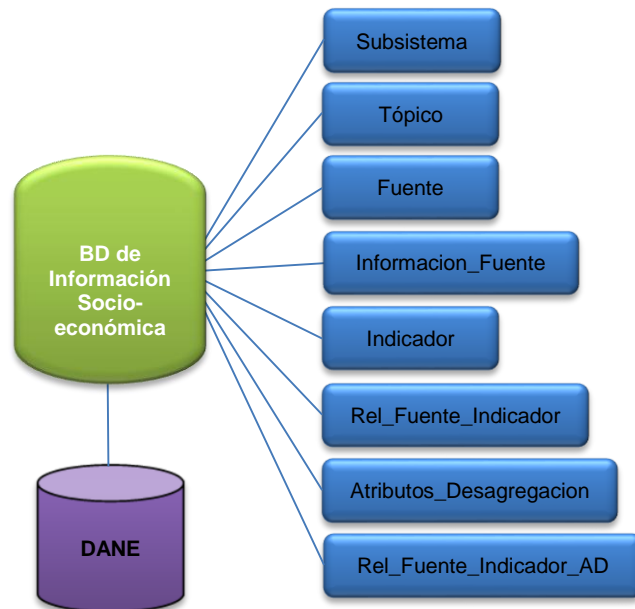 Subsistema
Tópico
Fuente
BD de
Información
Socio-
económica
Informacion_Fuente
Indicador
Rel_Fuente_Indicador
Atributos_Desagregacion
DANE
Rel_Fuente_Indicador_AD